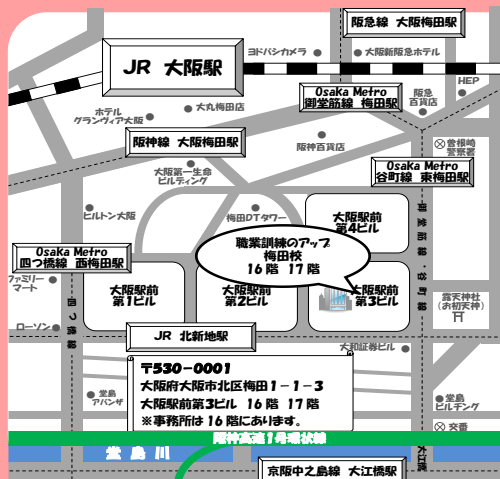 阪急線 大阪梅田駅
ヨドバシカメラ
大阪新阪急ホテル
JR 大阪駅
HEP
Osaka Metro
御堂筋線 梅田駅
阪急
百貨店
大丸梅田店
ホテル
グランヴィア大阪
阪神線 大阪梅田駅
阪神百貨店
曽根崎
警察署
Osaka Metro
谷町線 東梅田駅
大阪第一生命
ビルディング
ヒルトン大阪
梅田DTタワー
大阪駅前
第4ビル
御堂筋線・谷町線
職業訓練のアップ
梅田校
16階 17階
Osaka Metro
四つ橋線 西梅田駅
ファミリー
マート
大阪駅前
第1ビル
大阪駅前
第2ビル
大阪駅前
第3ビル
露天神社
(お初天神)
四つ橋線
ローソン
JR 北新地駅
大和証券ビル
〒530-0001
大阪府大阪市北区梅田1-1-3
大阪駅前第3ビル 16階 17階
※事務所は16階にあります。
堂島
アバンザ
堂島
ビルヂング
交番
阪神高速1号環状線
堂島川
大江橋
京阪中之島線 大江橋駅